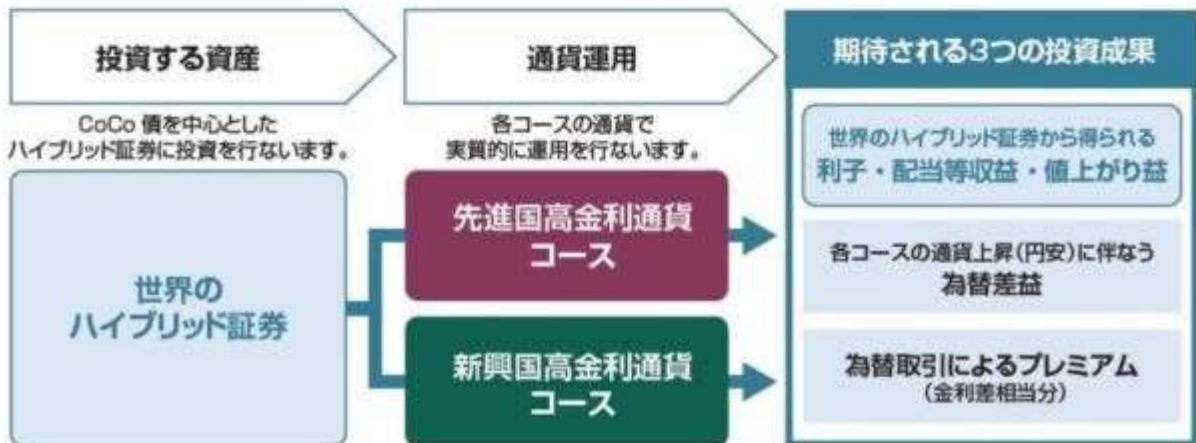 投資する資産
CoCo 債を中心とした
ハイブリッド証券に投資を行ないます。
世界の
ハイブリッド証券
通貨運用
各コースの通貨で
実質的に運用を行ないます。
先進国高金利通貨
コース
新興国高金利通貨
コース
期待される3つの投資成果
世界のハイブリッド証券から得られる
利子・配当等収益・値上がり益
各コースの通貨上昇(円安)に伴なう
為替差益
為替取引によるプレミアム
(金利差相当分)